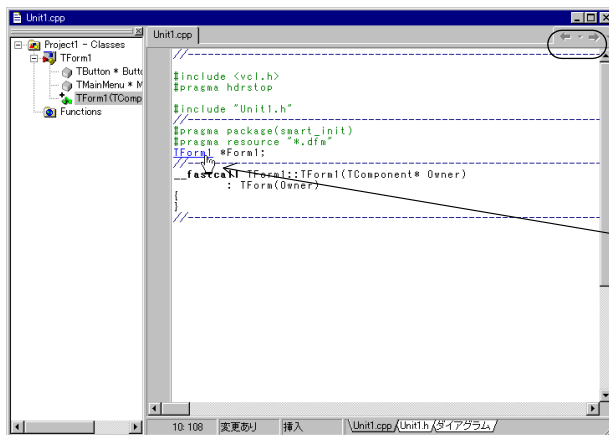 Unit1.cpp
Project1 - Classes
TForm1
TButton * Butt
TMainMenu * M
TForm1(TComp
Functions
Unit1.cpp
//
#include <vcl.h>
#pragma hdrstop
#include "Unit1.h"
//
#pragma package(smart_init)
#pragma resource "*.dfm"
TForm1 *Form1;
//
__fastcall TForm1::TForm1(TComponent* Owner)
: TForm(Owner)
{
}
//
10: 108 変更あり 挿入 Unit1.cpp Unit1.h ダイアグラム